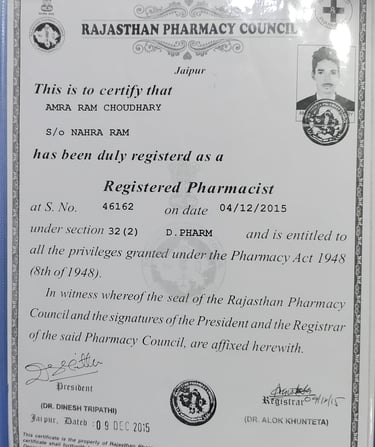 RAJASTHAN PHARMACY COUNCIL
Jaipur
This is to certify that
AMRA RAM CHOUDHARY
S/o NAHRA RAM
has been duly registerd as a
Registered Pharmacist
at S. No. 46162 on date 04/12/2015
under section 32(2) D.PHARM and is entitled to
all the privileges granted under the Pharmacy Act 1948
(8th of 1948).
In witness whereof the seal of the Rajasthan Pharmacy
Council and the signatures of the President and the Registrar
of the said Pharmacy Council, are affixed herewith.
President
Registrar
(DR. DINESH TRIPATHI)
(DR. ALOK KHUNTETA)
Jaipur, Dated : 09 DEC 2015
This certificate is the property of Rajasthan